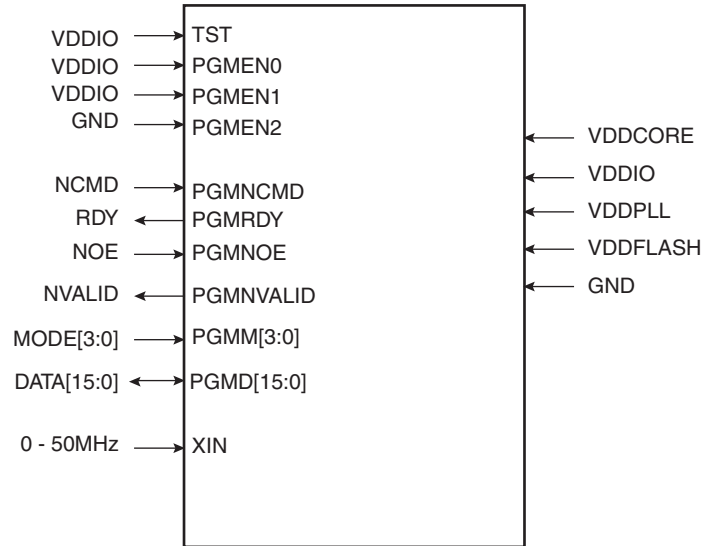 VDDIO TST
VDDIO PGMEN0
VDDIO PGMEN1
GND PGMEN2
NCMD PGMNCMD
RDY PGMRDY
NOE PGMNOE
NVALID PGMNVALID
MODE[3:0] PGMM[3:0]
DATA[15:0] PGMD[15:0]
0 - 50MHz XIN
VDDCORE
VDDIO
VDDPLL
VDDFLASH
GND